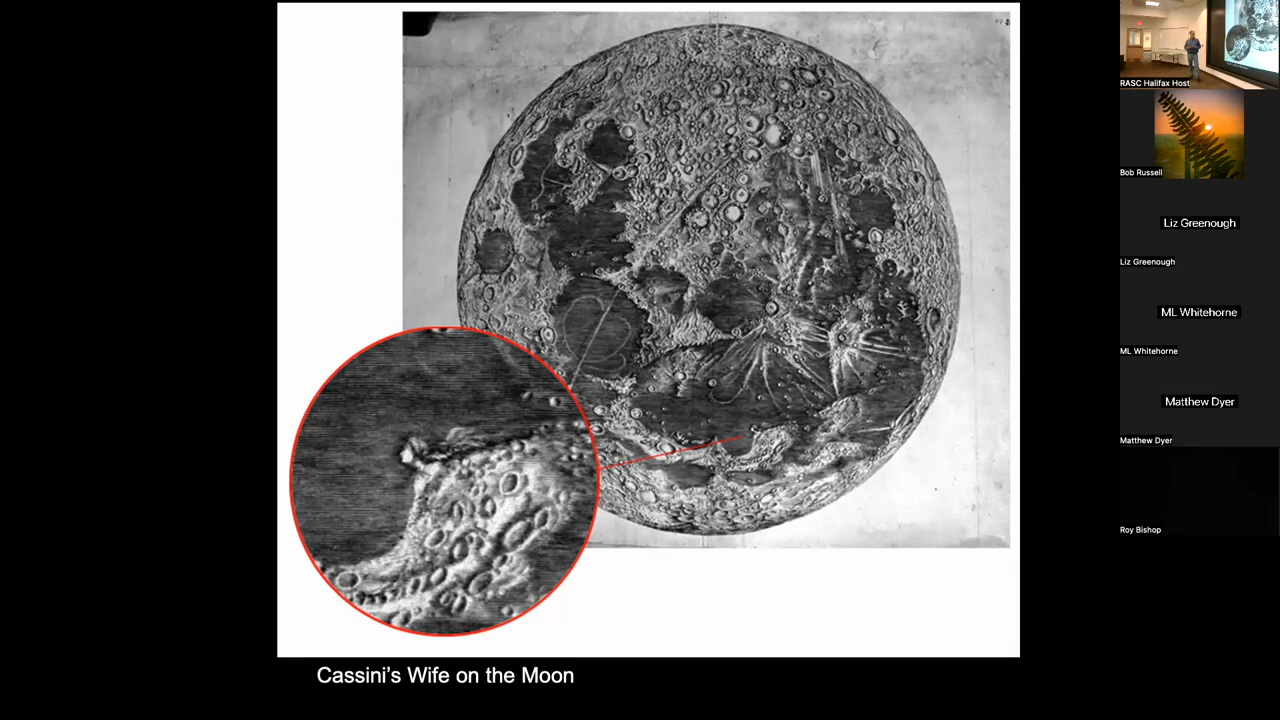 Cassini’s Wife on the Moon
RASC Halifax Host
Bob Russell
Liz Greenough
Liz Greenough
ML Whitehorne
ML Whitehorne
Matthew Dyer
Matthew Dyer
Roy Bishop